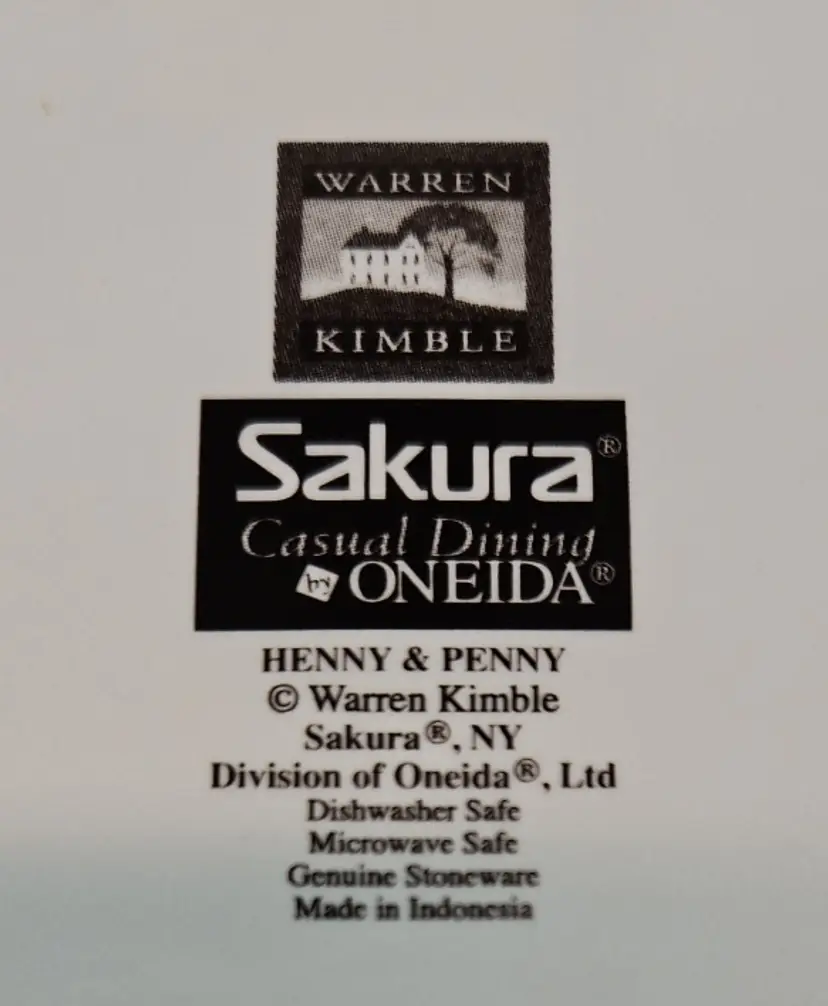 WARREN
KIMBLE
Sakura®
Casual Dining
by ONEIDA®
HENNY & PENNY
© Warren Kimble
Sakura®, NY
Division of Oneida®, Ltd
Dishwasher Safe
Microwave Safe
Genuine Stoneware
Made in Indonesia